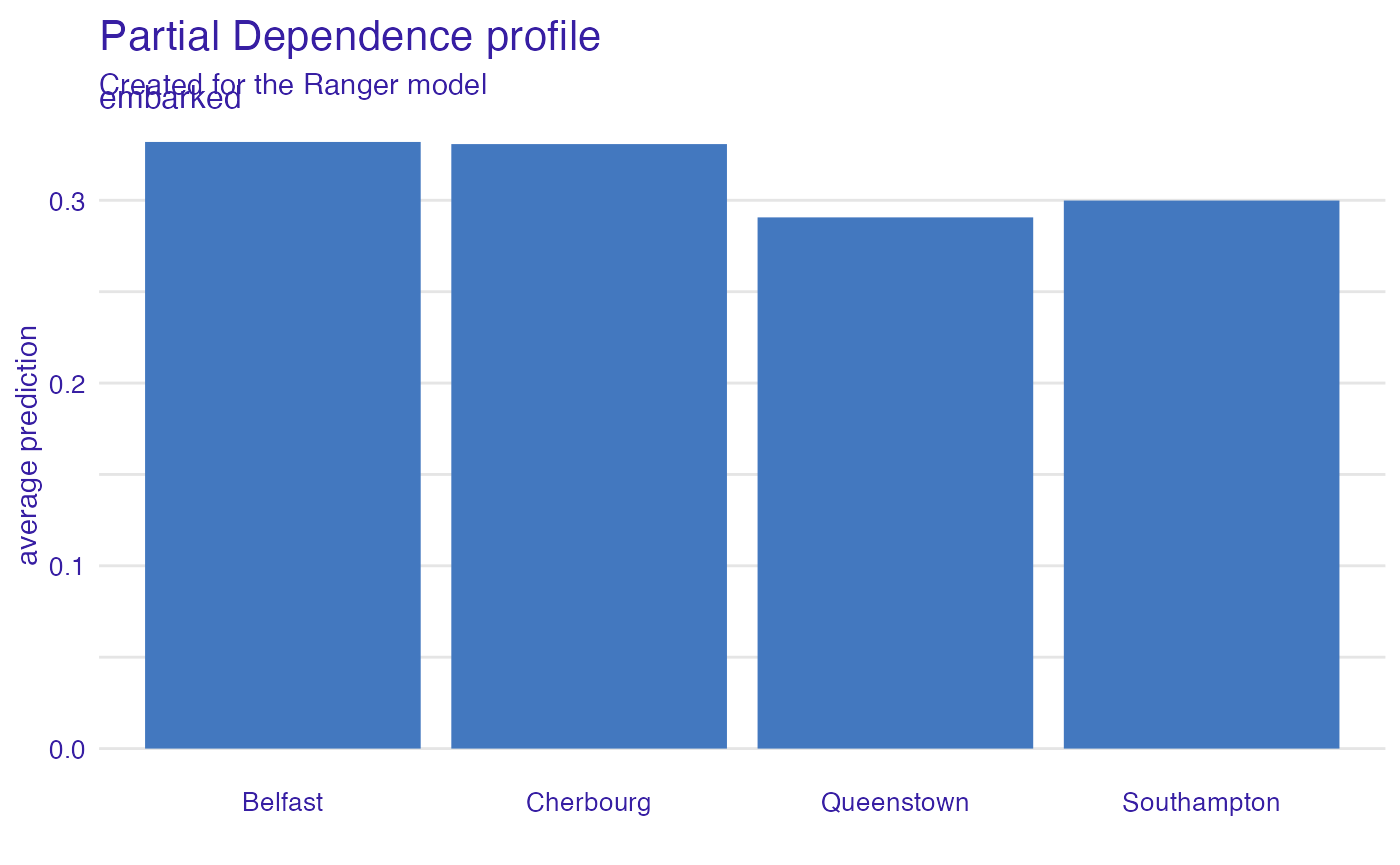 Partial Dependence profile
Created for the Ranger model
embarked
0.3
0.2
0.1
0.0
average prediction
Belfast Cherbourg Queenstown Southampton